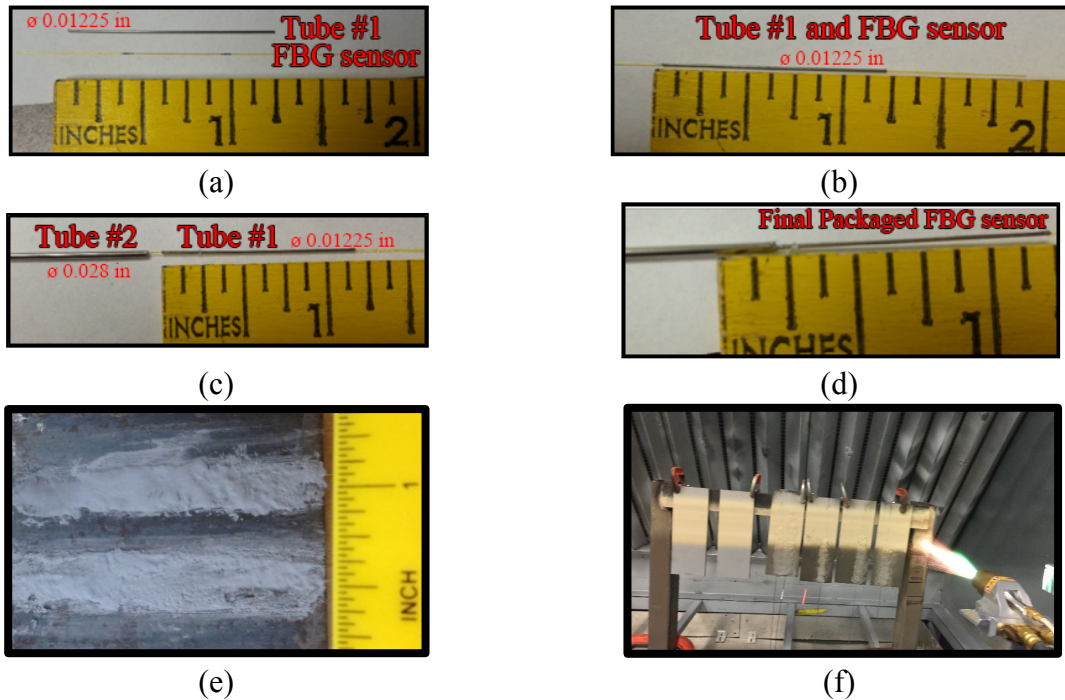 ø 0.01225 in
Tube #1
FBG sensor
INCHES 1 2
(a)
Tube #1 and FBG sensor
ø 0.01225 in
INCHES 1 2
(b)
Tube #2 Tube #1 ø 0.01225 in
ø 0.028 in
INCHES 1
(c)
Final Packaged FBG sensor
INCHES 1
(d)
1
INCH
(e)
(f)